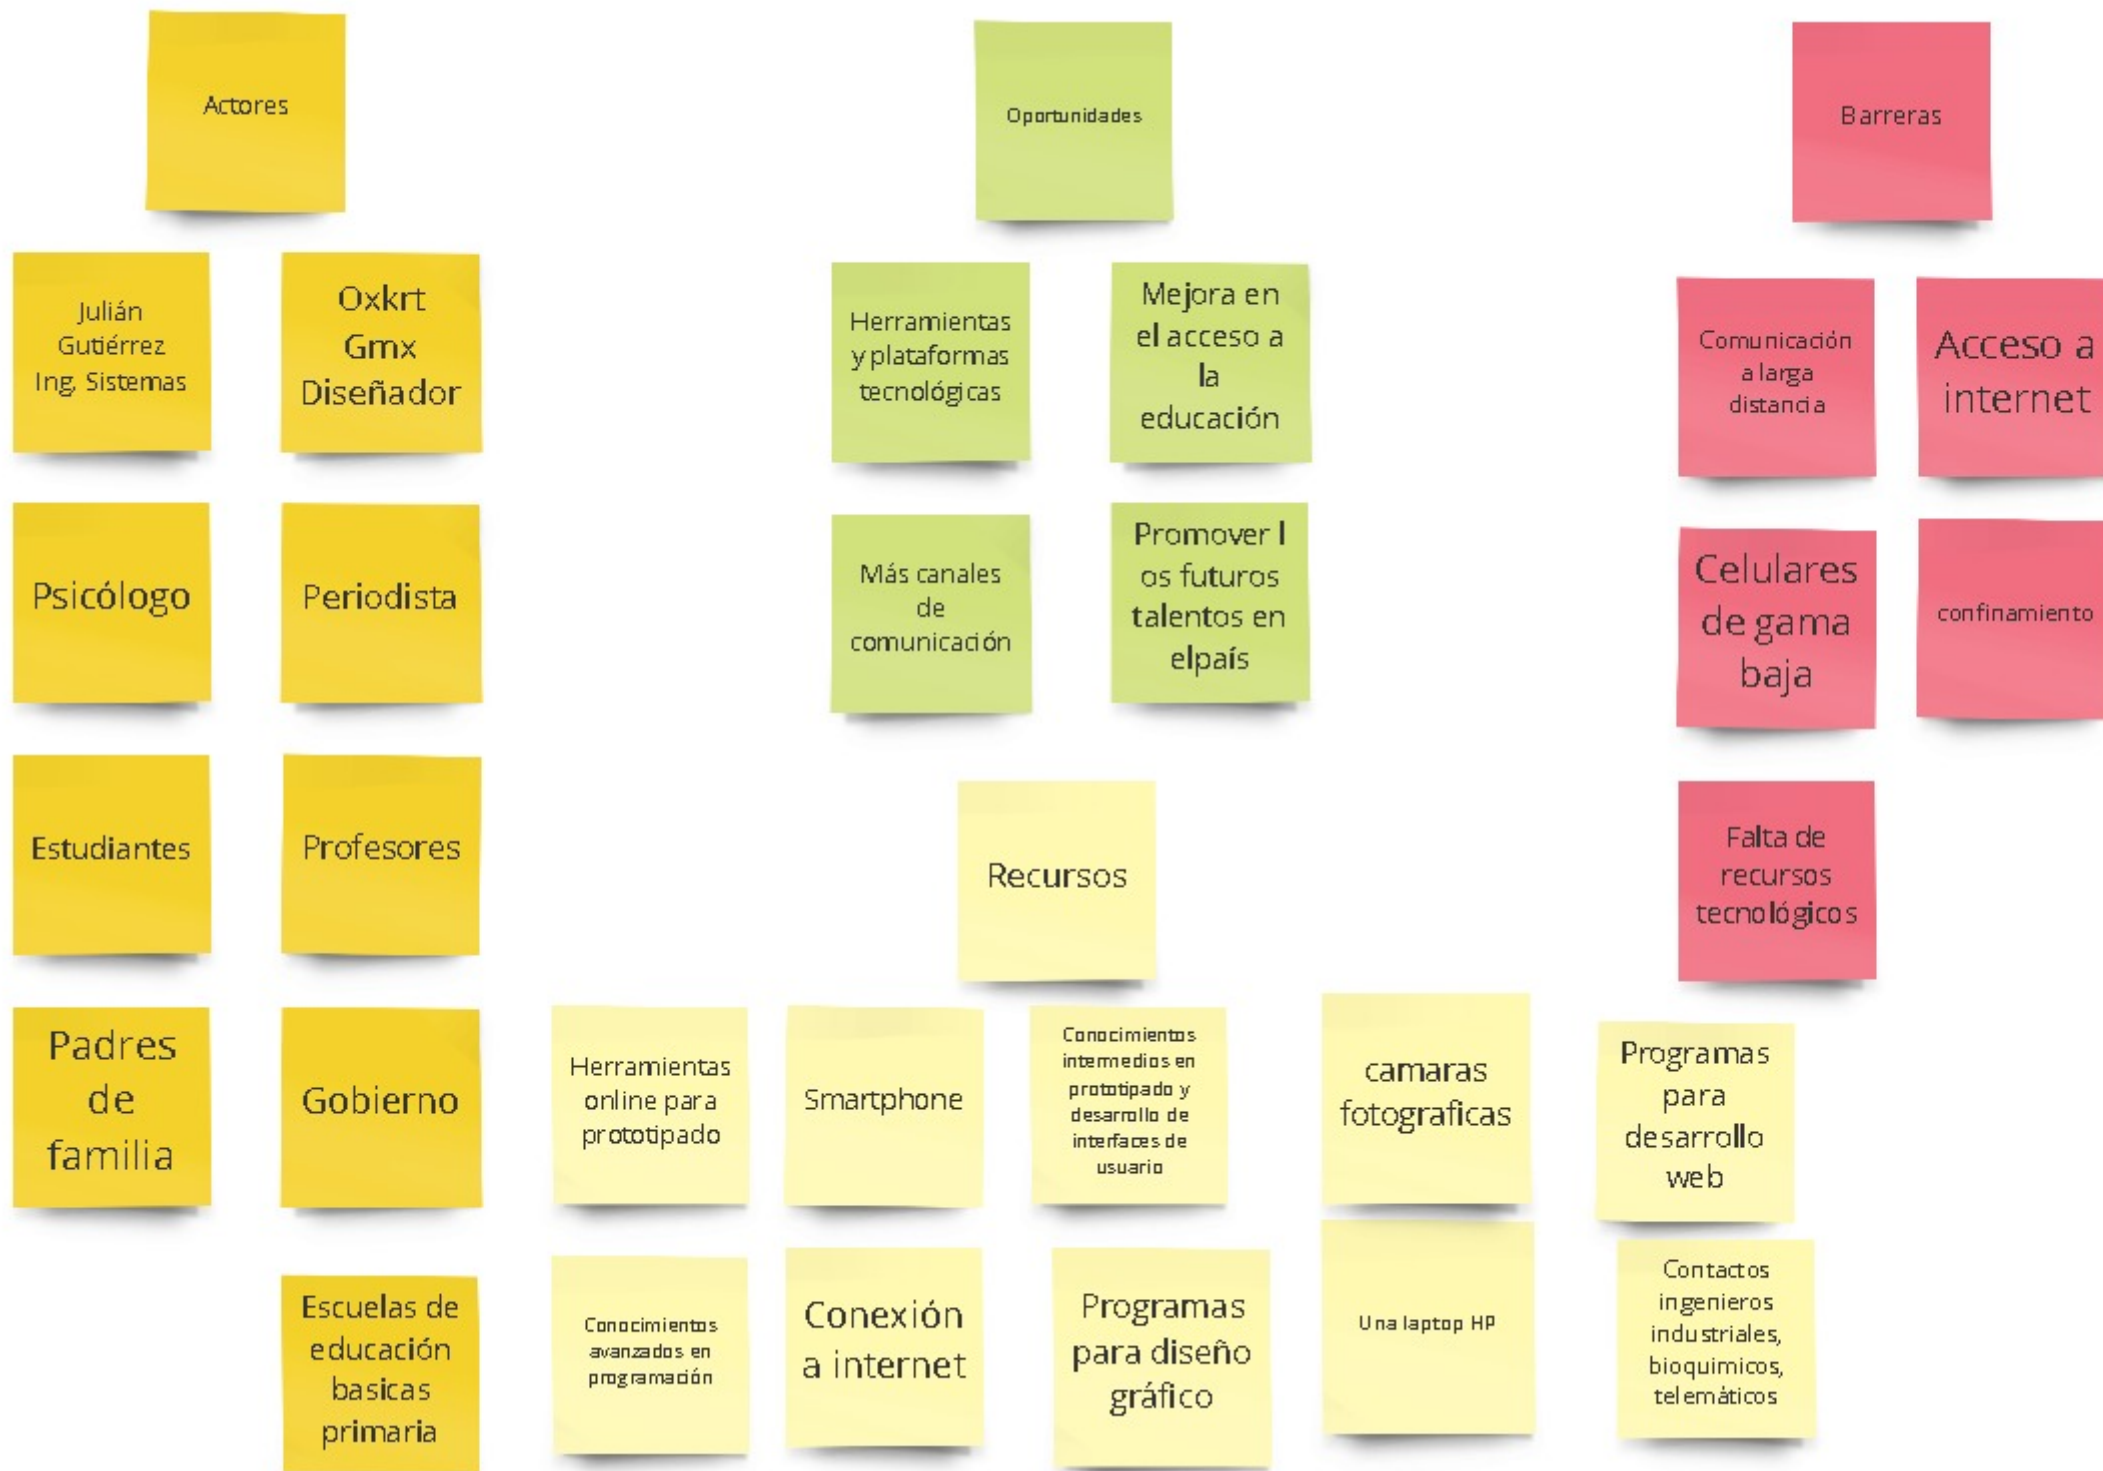 Actores
Julián
Gutiérrez
Ing. Sistemas
Oxkrt
Gmx
Diseñador
Psicólogo
Periodista
Estudiantes
Profesores
Padres
de
familia
Gobierno
Escuelas de
educación
basicas
primaria
Oportunidades
Herramientas
y plataformas
tecnológicas
Mejora en
el acceso a
la
educación
Más canales
de
comunicación
Promover l
os futuros
talentos en
elpaís
Barreras
Comunicación
a larga
distancia
Acceso a
internet
Celulares
de gama
baja
confinamiento
Falta de
recursos
tecnológicos
Recursos
Herramientas
online para
prototipado
Smartphone
Conocimientos
intermedios en
prototipado y
desarrollo de
interfaces de
usuario
camaras
fotograficas
Programas
para
desarrollo
web
Conocimientos
avanzados en
programación
Conexión
a internet
Programas
para diseño
gráfico
Una laptop HP
Contactos
ingenieros
industriales,
bioquimicos,
telemáticos